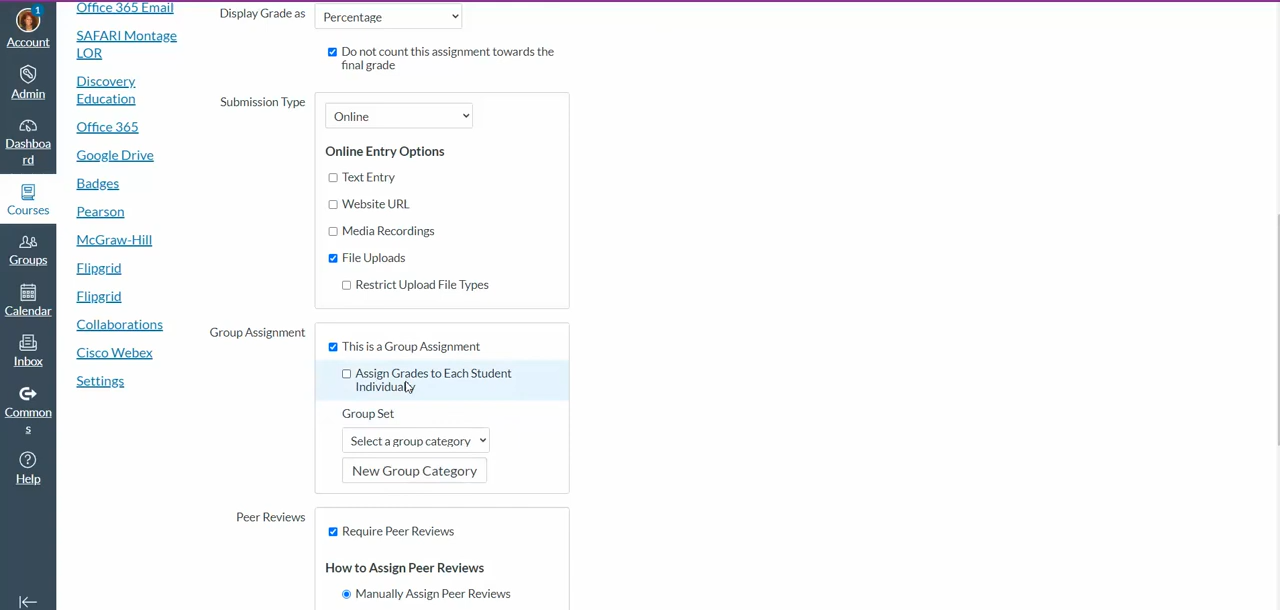 1
Account
Admin
Dashboa
rd
Courses
Groups
Calendar
Inbox
Common
s
Help
Office 365 Email
SAFARI Montage
LOR
Discovery
Education
Office 365
Google Drive
Badges
Pearson
McGraw-Hill
Flipgrid
Flipgrid
Collaborations
Cisco Webex
Settings
Display Grade as
Percentage
Do not count this assignment towards the
final grade
Submission Type
Online
Online Entry Options
Text Entry
Website URL
Media Recordings
File Uploads
Restrict Upload File Types
Group Assignment
This is a Group Assignment
Assign Grades to Each Student
Individually
Group Set
Select a group category
New Group Category
Peer Reviews
Require Peer Reviews
How to Assign Peer Reviews
Manually Assign Peer Reviews